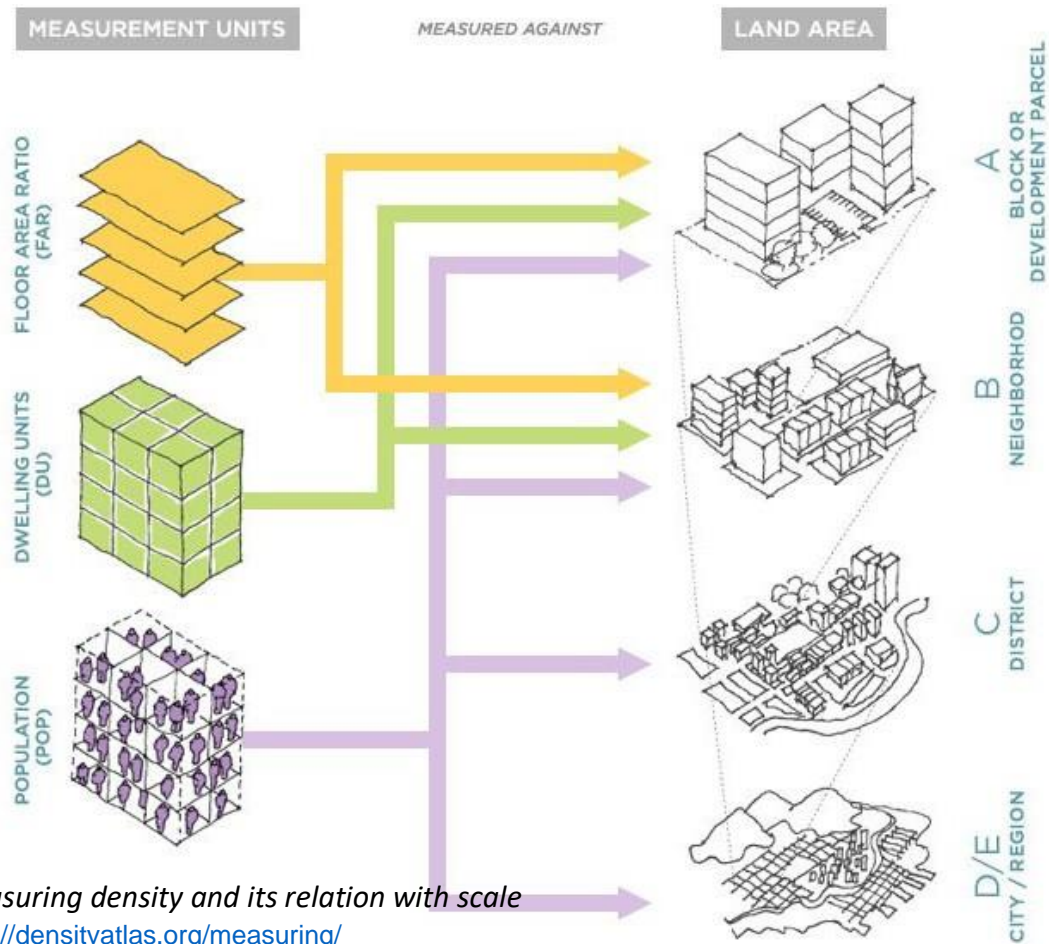 MEASUREMENT UNITS
MEASURED AGAINST
LAND AREA
FLOOR AREA RATIO
(FAR)
DWELLING UNITS
(DU)
POPULATION
(POP)
A
BLOCK OR
DEVELOPMENT PARCEL
B
NEIGHBORHOD
C
DISTRICT
D/E
CITY / REGION
suring density and its relation with scale
://densityatlas.org/measuring/